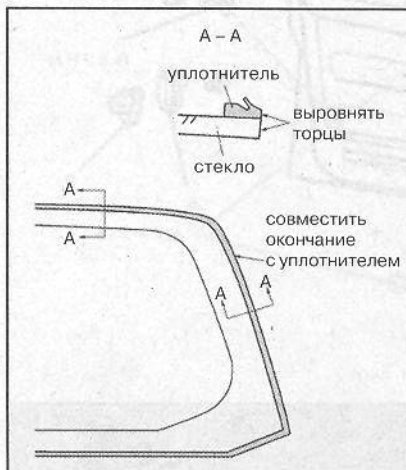 А – А
уплотнитель
выровнять
торцы
стекло
А
А
совместить
окончание
с уплотнителем
А
А